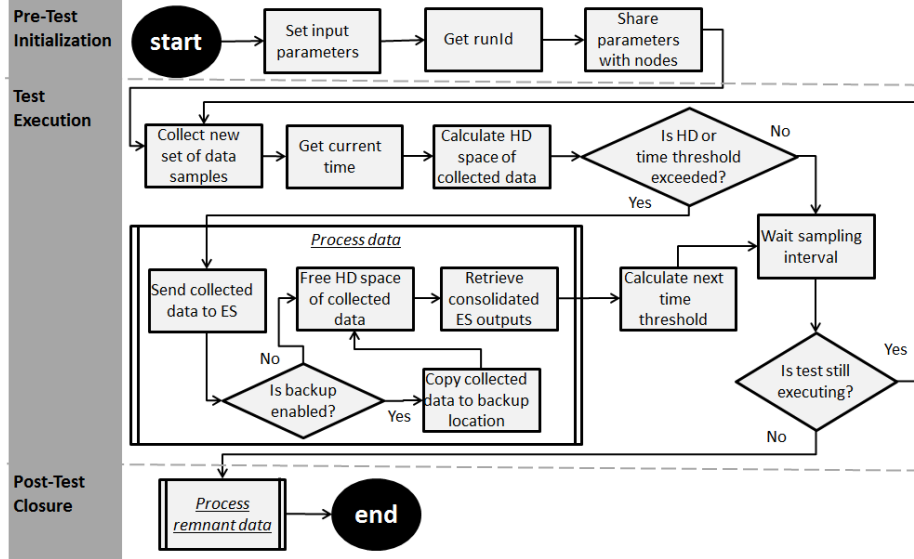 Pre-Test
Initialization
start
Set input
parameters
Get runId
Share
parameters
with nodes
Test
Execution
Collect new
set of data
samples
Get current
time
Calculate HD
space of
collected data
Is HD or
time threshold
exceeded?
No
Yes
Process data
Send collected
data to ES
Free HD space
of collected
data
Retrieve
consolidated
ES outputs
Calculate next
time
threshold
Wait sampling
interval
No
Is backup
enabled?
Yes
Copy collected
data to backup
location
Is test still
executing?
Yes
No
Post-Test
Closure
Process
remnant data
end